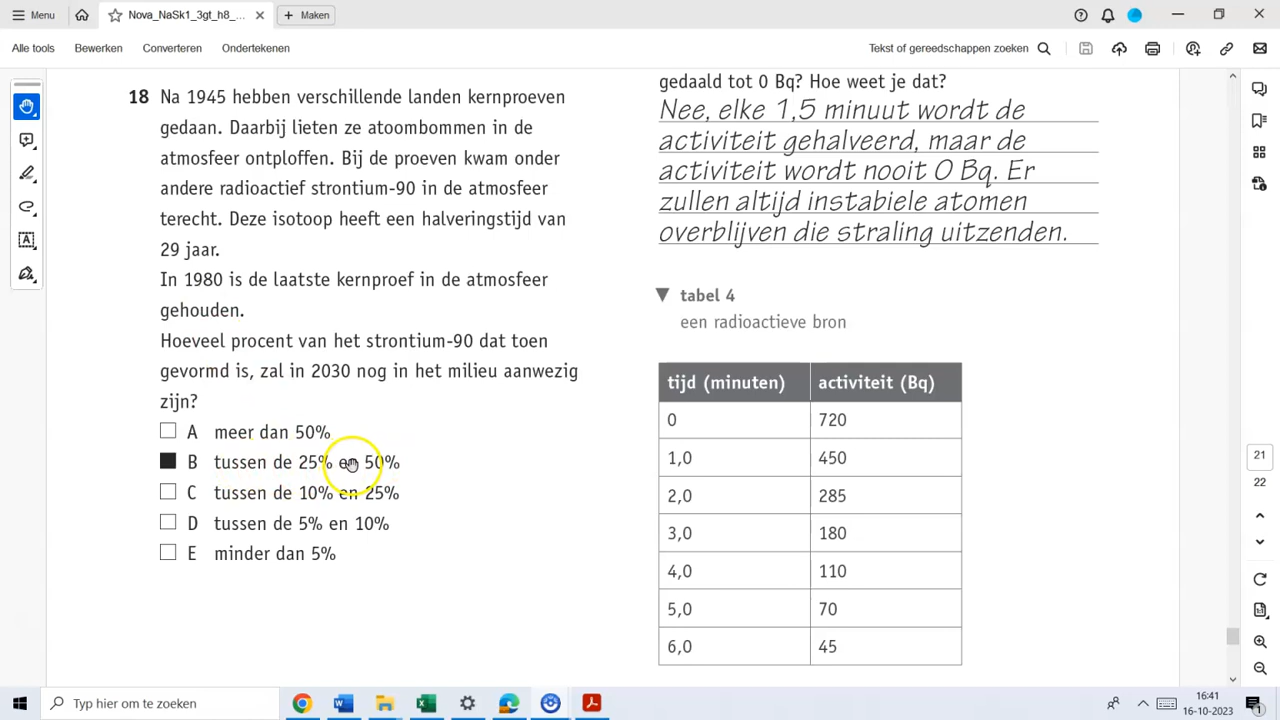 Menu
Nova_NaSk1_3gt_h8_...
Maken
Alle tools
Bewerken
Converteren
Ondertekenen
Tekst of gereedschappen zoeken
18 Na 1945 hebben verschillende landen kernproeven
gedaan. Daarbij lieten ze atoombommen in de
atmosfeer ontploffen. Bij de proeven kwam onder
andere radioactief strontium-90 in de atmosfeer
terecht. Deze isotoop heeft een halveringstijd van
29 jaar.
In 1980 is de laatste kernproef in de atmosfeer
gehouden.
Hoeveel procent van het strontium-90 dat toen
gevormd is, zal in 2030 nog in het milieu aanwezig
zijn?
A meer dan 50%
B tussen de 25% en 50%
C tussen de 10% en 25%
D tussen de 5% en 10%
E minder dan 5%
gedaald tot 0 Bq? Hoe weet je dat?
Nee, elke 1,5 minuut wordt de
activiteit gehalveerd, maar de
activiteit wordt nooit 0 Bq. Er
zullen altijd instabiele atomen
overblijven die straling uitzenden.
tabel 4
een radioactieve bron
tijd (minuten) activiteit (Bq)
0 720
1,0 450
2,0 285
3,0 180
4,0 110
5,0 70
6,0 45
21
22
Typ hier om te zoeken
16:41
16-10-2023
1